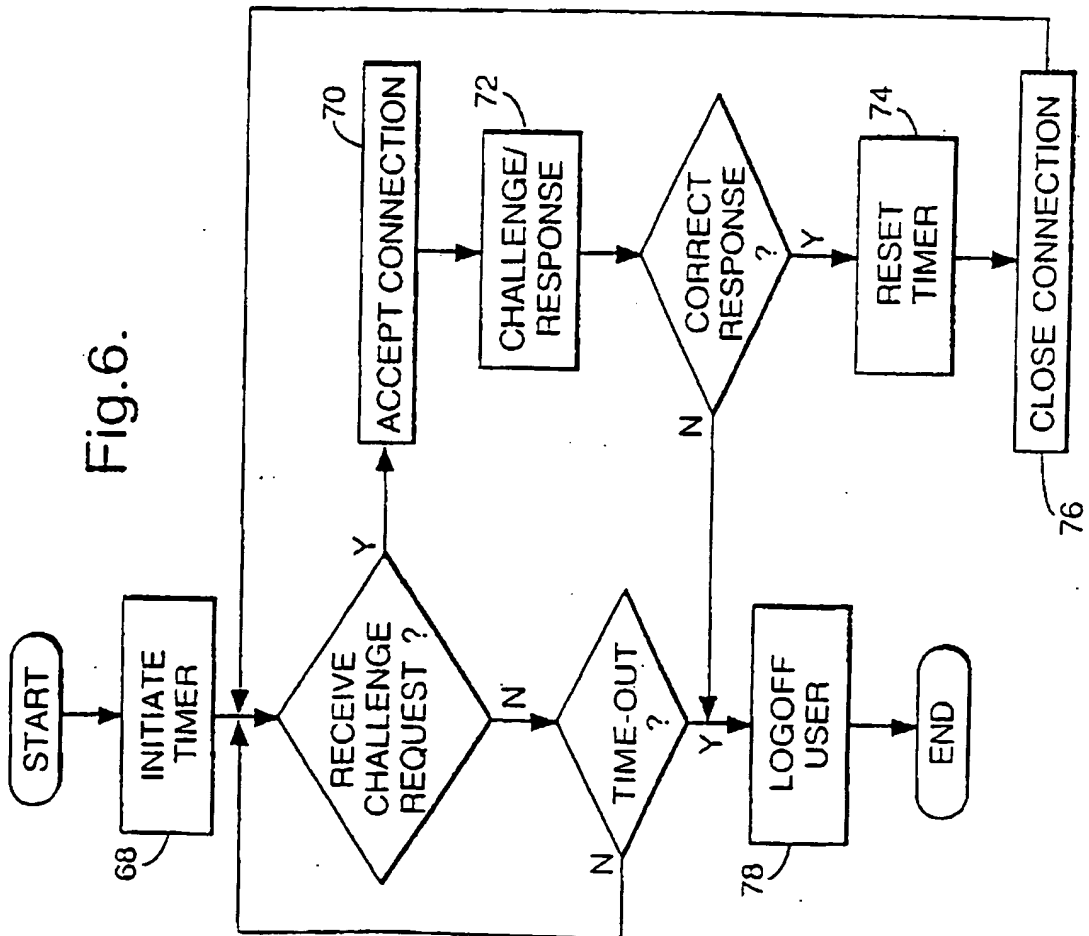 Fig.6.
START
INITIATE
TIMER
68
RECEIVE
CHALLENGE
REQUEST ?
Y
N
ACCEPT CONNECTION
70
CHALLENGE/
RESPONSE
72
CORRECT
RESPONSE
?
N
Y
RESET
TIMER
74
CLOSE CONNECTION
76
TIME-OUT
?
N
Y
LOGOFF
USER
78
END